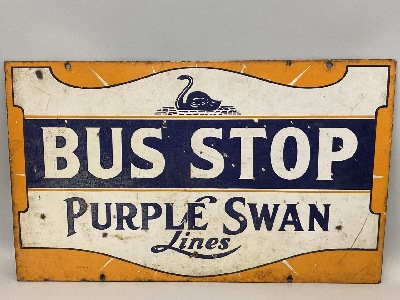 BUS STOP
PURPLE SWAN
Lines